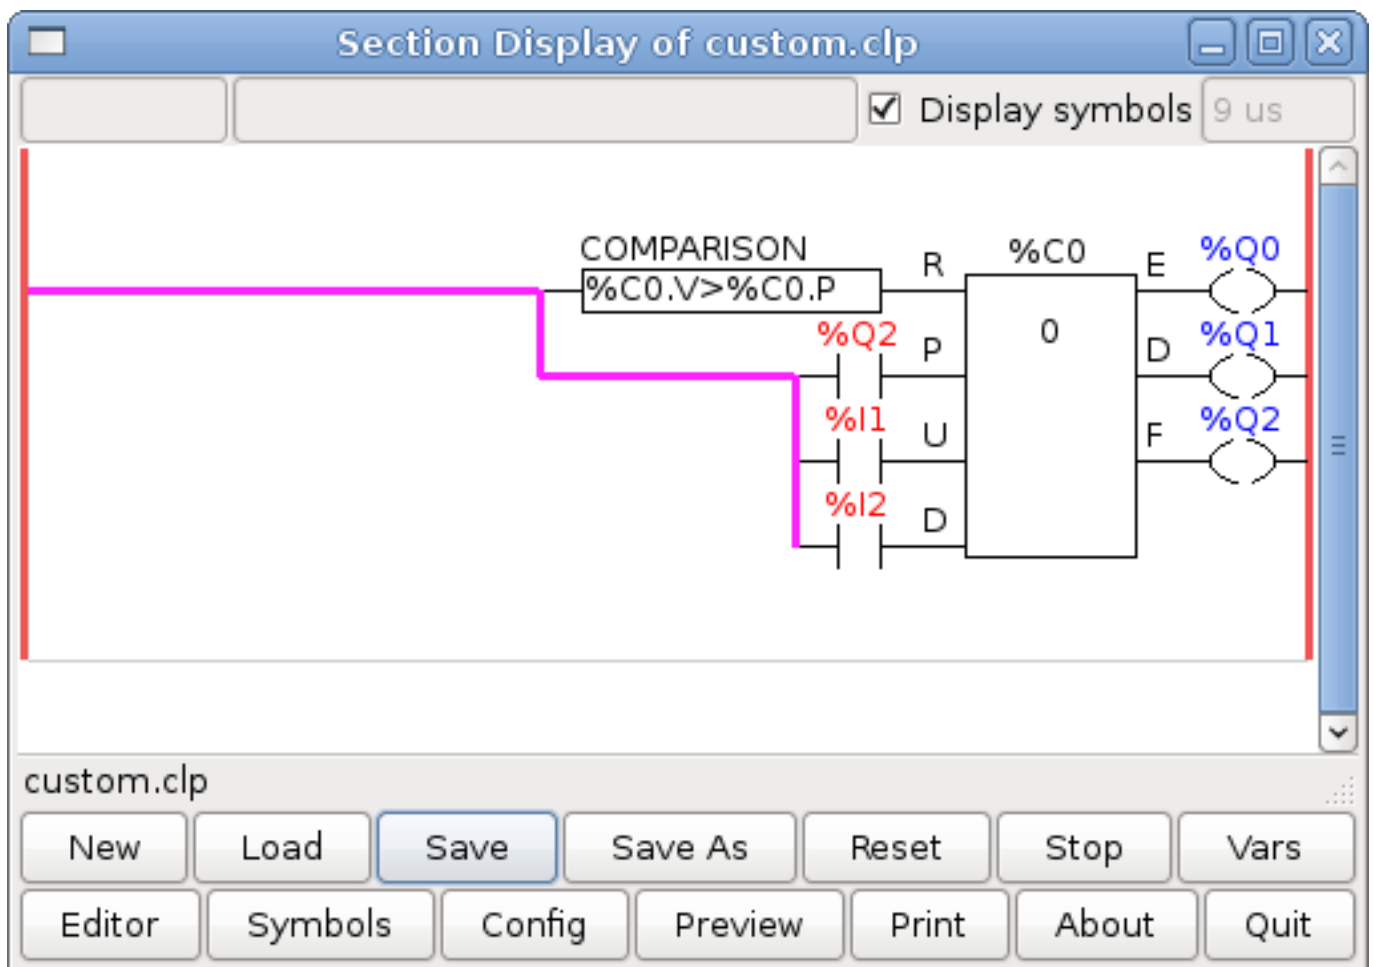 Section Display of custom.clp
Display symbols 9 us
COMPARISON R %C0 E %Q0
%C0.V>%C0.P
%Q2 P 0 D %Q1
%I1 U F %Q2
%I2 D
custom.clp
New Load Save Save As Reset Stop Vars
Editor Symbols Config Preview Print About Quit